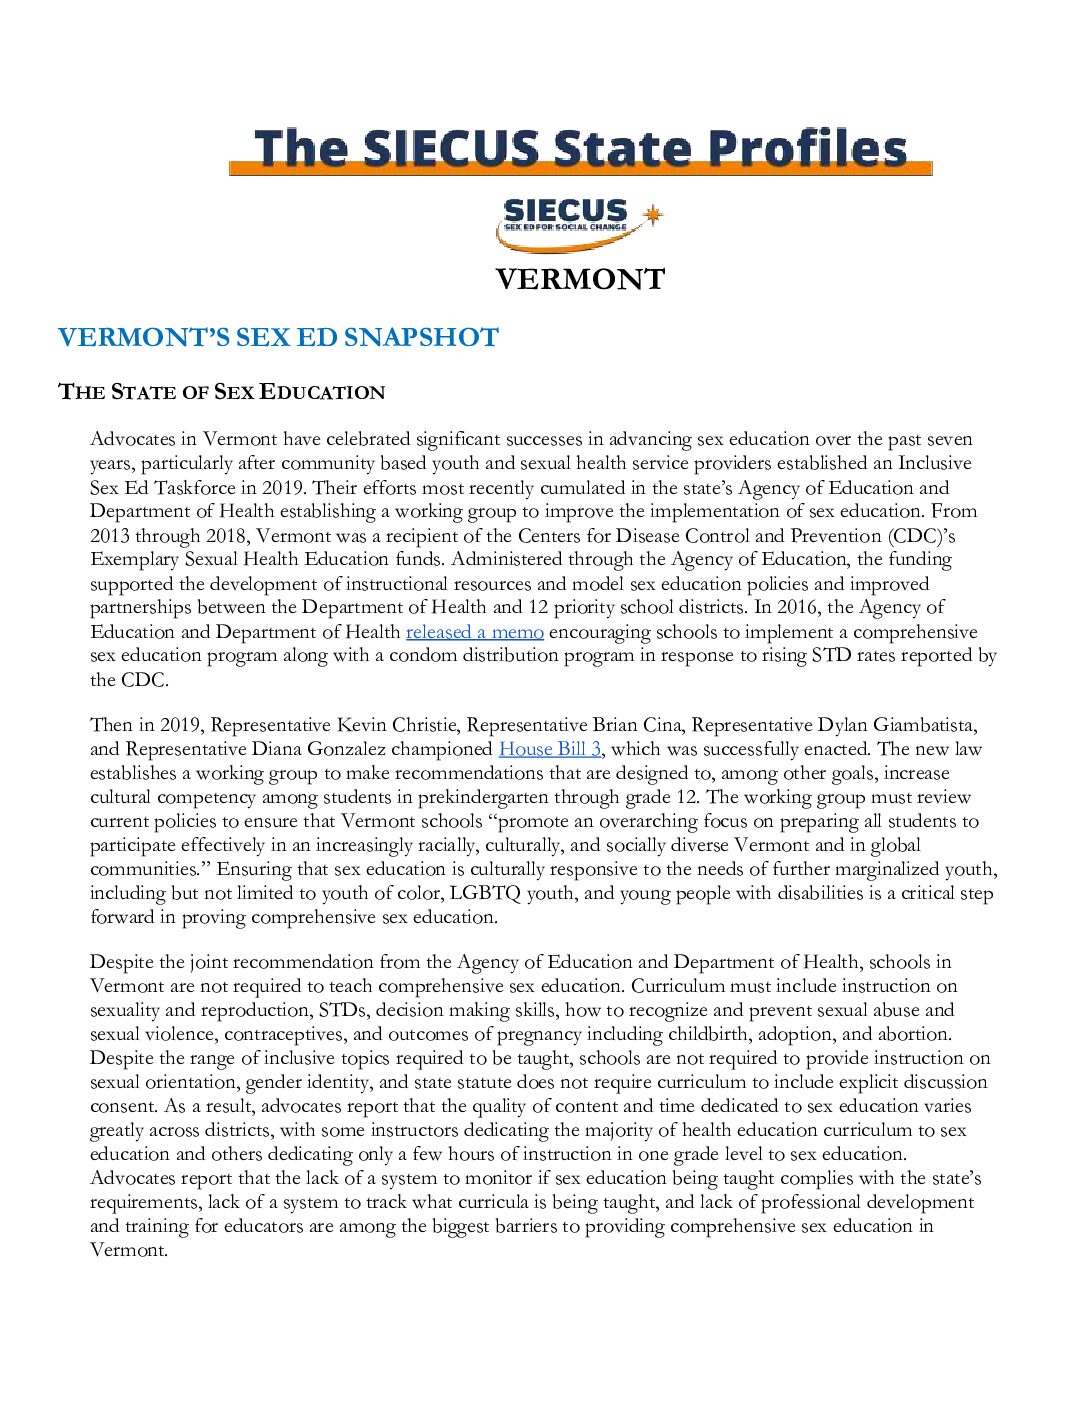 The SIECUS State Profiles
SIECUS
SEX ED FOR SOCIAL CHANGE
VERMONT
VERMONT’S SEX ED SNAPSHOT
THE STATE OF SEX EDUCATION
Advocates in Vermont have celebrated significant successes in advancing sex education over the past seven
years, particularly after community based youth and sexual health service providers established an Inclusive
Sex Ed Taskforce in 2019. Their efforts most recently cumulated in the state’s Agency of Education and
Department of Health establishing a working group to improve the implementation of sex education. From
2013 through 2018, Vermont was a recipient of the Centers for Disease Control and Prevention (CDC)’s
Exemplary Sexual Health Education funds. Administered through the Agency of Education, the funding
supported the development of instructional resources and model sex education policies and improved
partnerships between the Department of Health and 12 priority school districts. In 2016, the Agency of
Education and Department of Health released a memo encouraging schools to implement a comprehensive
sex education program along with a condom distribution program in response to rising STD rates reported by
the CDC.
Then in 2019, Representative Kevin Christie, Representative Brian Cina, Representative Dylan Giambatista,
and Representative Diana Gonzalez championed House Bill 3, which was successfully enacted. The new law
establishes a working group to make recommendations that are designed to, among other goals, increase
cultural competency among students in prekindergarten through grade 12. The working group must review
current policies to ensure that Vermont schools “promote an overarching focus on preparing all students to
participate effectively in an increasingly racially, culturally, and socially diverse Vermont and in global
communities.” Ensuring that sex education is culturally responsive to the needs of further marginalized youth,
including but not limited to youth of color, LGBTQ youth, and young people with disabilities is a critical step
forward in proving comprehensive sex education.
Despite the joint recommendation from the Agency of Education and Department of Health, schools in
Vermont are not required to teach comprehensive sex education. Curriculum must include instruction on
sexuality and reproduction, STDs, decision making skills, how to recognize and prevent sexual abuse and
sexual violence, contraceptives, and outcomes of pregnancy including childbirth, adoption, and abortion.
Despite the range of inclusive topics required to be taught, schools are not required to provide instruction on
sexual orientation, gender identity, and state statute does not require curriculum to include explicit discussion
consent. As a result, advocates report that the quality of content and time dedicated to sex education varies
greatly across districts, with some instructors dedicating the majority of health education curriculum to sex
education and others dedicating only a few hours of instruction in one grade level to sex education.
Advocates report that the lack of a system to monitor if sex education being taught complies with the state’s
requirements, lack of a system to track what curricula is being taught, and lack of professional development
and training for educators are among the biggest barriers to providing comprehensive sex education in
Vermont.